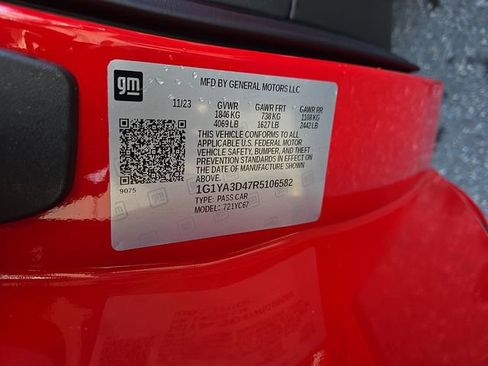 gm
MFD BY GENERAL MOTORS LLC
11/23 GVWR GAWR FRT GAWR RR
1846 KG 738 KG 1108 KG
4069 LB 1627 LB 2442 LB
THIS VEHICLE CONFORMS TO ALL
APPLICABLE U.S. FEDERAL MOTOR
VEHICLE SAFETY, BUMPER, AND THEFT
PREVENTION STANDARDS IN EFFECT ON
THE DATE OF MANUFACTURE SHOWN
ABOVE.
9075 1G1YA3D47R5106582
TYPE: PASS CAR
MODEL: 721YC67